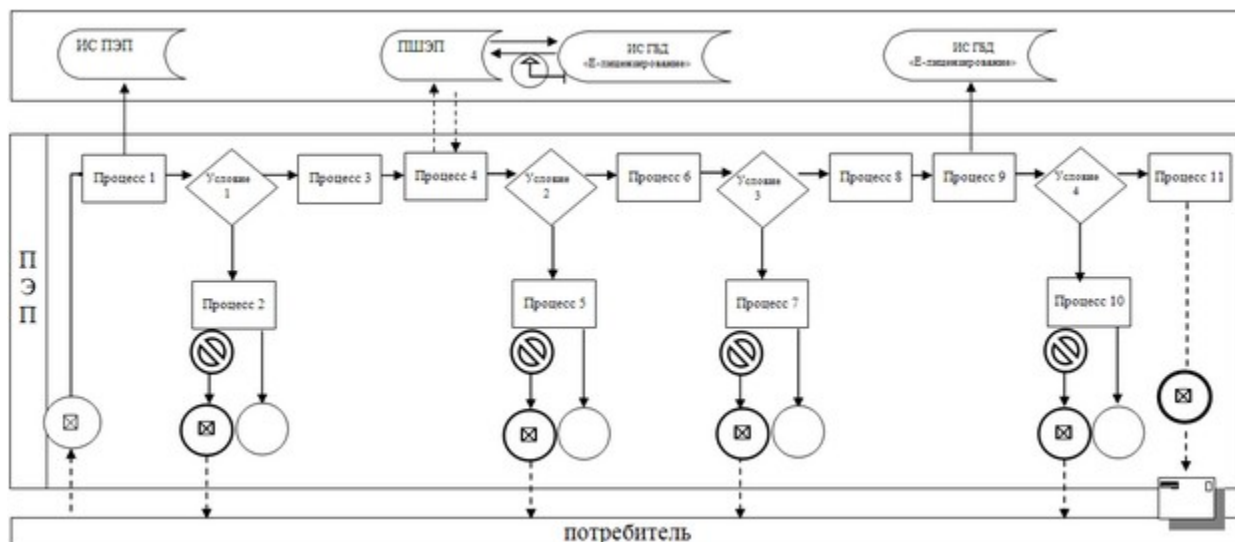 ИС ПЭП
ПШЭП
ИС ГБД
«Е-лицензирование»
ИС ГБД
«Е-лицензирование»
Процесс 1
Условие
1
Процесс 3
Процесс 4
Условие
2
Процесс 6
Условие
3
Процесс 8
Процесс 9
Условие
4
Процесс 11
ПЭП
Процесс 2
Процесс 5
Процесс 7
Процесс 10
потребитель